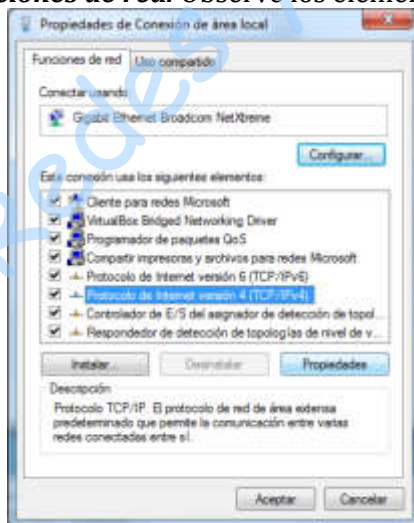 ciones de red. Observe los elemen
Propiedades de Conexión de área local
Funciones de red Uso compartido
Conectar usando
Gigabit Ethernet Broadcom NetXtreme
Configurar...
Esta conexión usa los siguientes elementos:
Cliente para redes Microsoft
VirtualBox Bridged Networking Driver
Programador de paquetes QoS
Compartir impresoras y archivos para redes Microsoft
Protocolo de Internet versión 6 (TCP/IPv6)
Protocolo de Internet versión 4 (TCP/IPv4)
Controlador de E/S del asignador de detección de topol...
Respondedor de detección de topologías de nivel de v...
Instalar... Desinstalar Propiedades
Descripción
Protocolo TCP/IP. El protocolo de red de área extensa
predeterminado que permite la comunicación entre varias
redes conectadas entre sí.
Aceptar Cancelar
Redes